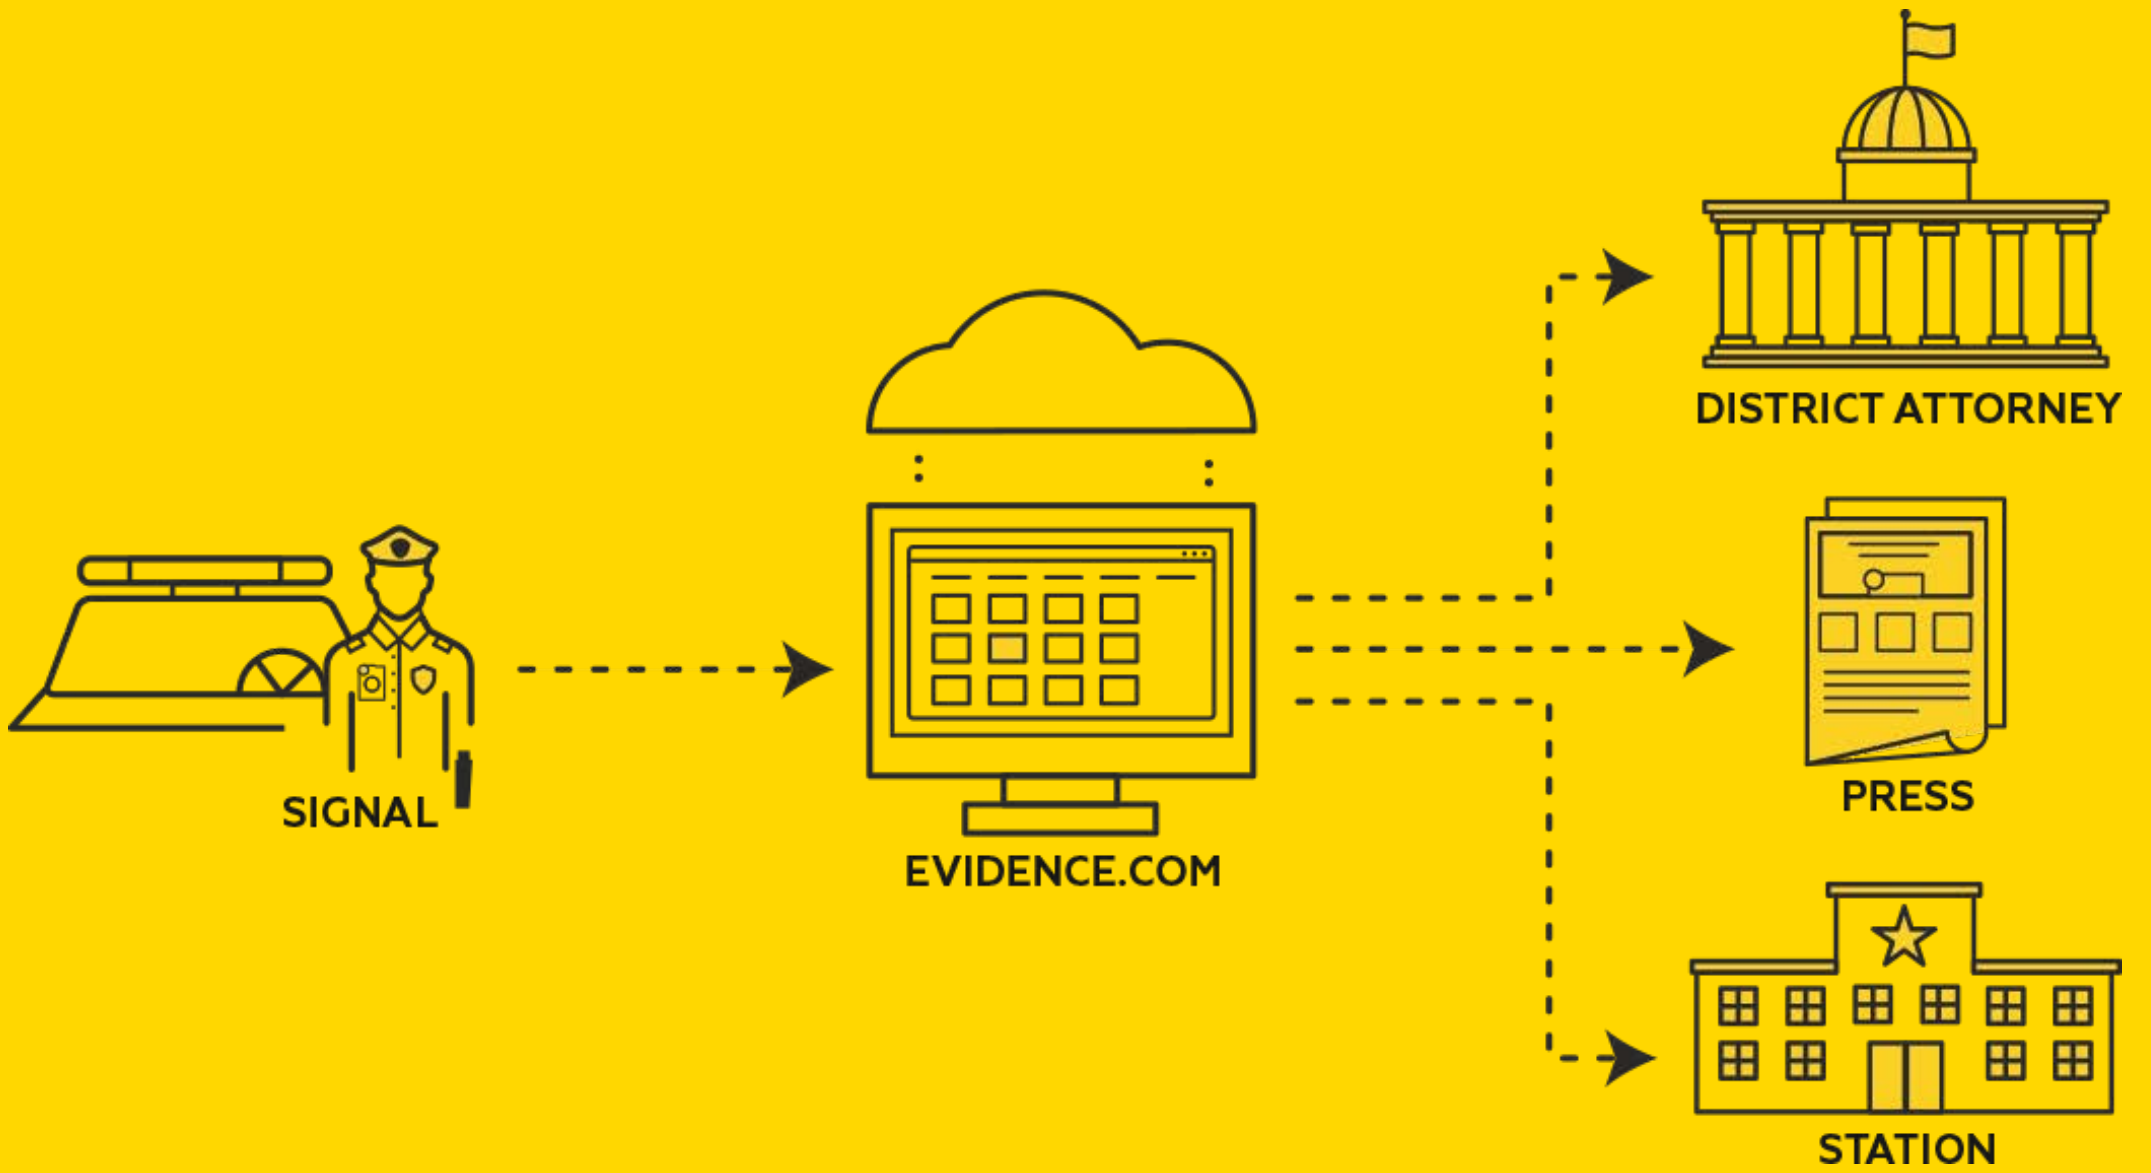 DISTRICT ATTORNEY
PRESS
SIGNAL
EVIDENCE.COM
STATION